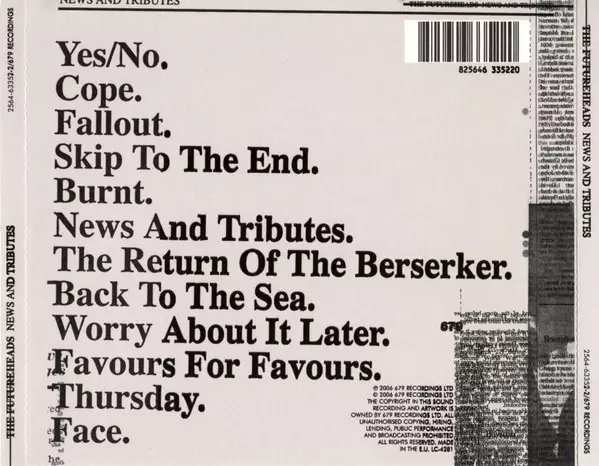 NEWS AND TRIBUTES
THE FUTUREHEADS NEWS AND TRIBUTES
Yes/No.
Cope.
Fallout.
Skip To The End.
Burnt.
News And Tributes.
The Return Of The Berserker.
Back To The Sea.
Worry About It Later.
Favours For Favours.
Thursday.
Face.
825646 335220
679
℗ 2006 679 RECORDINGS LTD
© 2006 679 RECORDINGS LTD
THE COPYRIGHT IN THIS SOUND
RECORDING AND ARTWORK IS
OWNED BY 679 RECORDINGS LTD. ALL
UNAUTHORISED COPYING, HIRING,
LENDING, PUBLIC PERFORMANCE
AND BROADCASTING PROHIBITED
ALL RIGHTS RESERVED. MADE
IN THE E.U. LC-4281
2564-63352-2/679 RECORDINGS
THE FUTUREHEADS NEWS AND TRIBUTES
THE FUTUREHEADS NEWS AND TRIBUTES
2564-63352-2/679 RECORDINGS